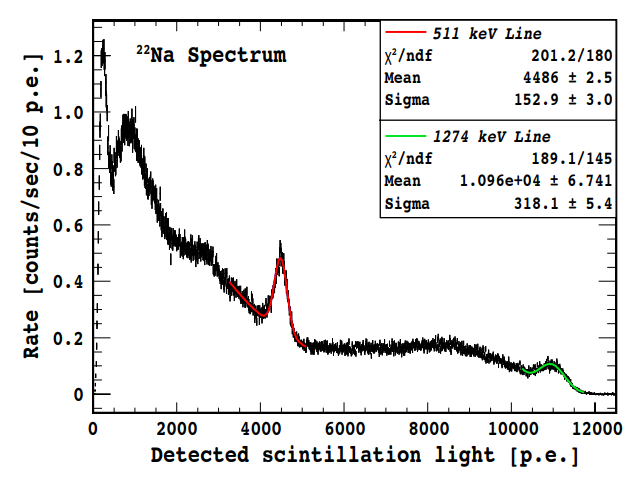 ²²Na Spectrum
511 keV Line
χ²/ndf 201.2/180
Mean 4486 ± 2.5
Sigma 152.9 ± 3.0
1274 keV Line
χ²/ndf 189.1/145
Mean 1.096e+04 ± 6.741
Sigma 318.1 ± 5.4
Rate [counts/sec/10 p.e.]
1.2
1.0
0.8
0.6
0.4
0.2
0
0 2000 4000 6000 8000 10000 12000
Detected scintillation light [p.e.]